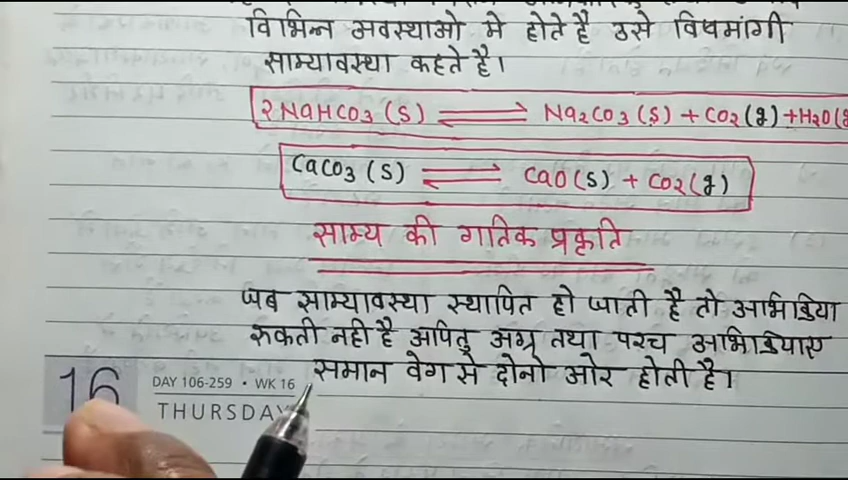 विभिन्न अवस्थाओ मे होते है उसे विषमांगी
साम्यावस्था कहते है।
2NaHCO3 (s) ⇌ Na2CO3 (s) + CO2 (g) + H2O (g
CaCO3 (s) ⇌ CaO (s) + CO2 (g)
साम्य की गतिक प्रकृति
जब साम्यावस्था स्थापित हो जाती है तो अभिक्रिया
रुकती नही है अपितु अग्र तथा पश्च अभिक्रियाए
समान वेग से दोनो ओर होती है।
16
DAY 106-259 • WK 16
THURSDAY